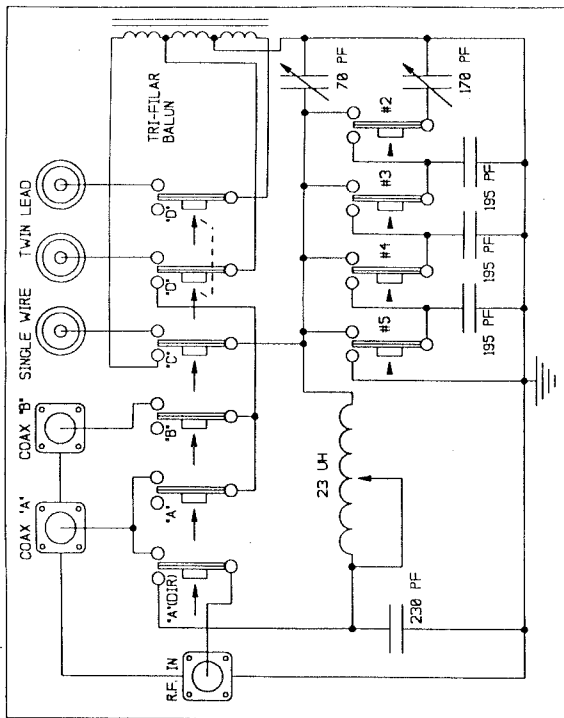 COAX "A"
COAX "B"
SINGLE WIRE
TWIN LEAD
TRI-FILAR
BALUN
"A"(DIR)
"A"
"B"
"C"
"D"
"D"
R.F. IN
70 PF
170 PF
#2
#3
#4
#5
195 PF
195 PF
195 PF
23 UH
230 PF